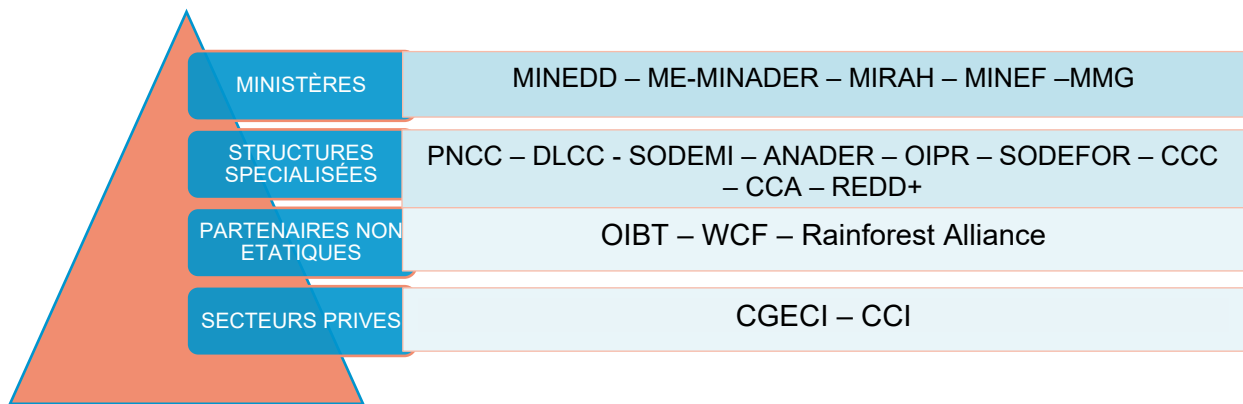 MINISTÈRES
MINEDD – ME-MINADER – MIRAH – MINEF –MMG
STRUCTURES
SPECIALISÉES
PNCC – DLCC - SODEMI – ANADER – OIPR – SODEFOR – CCC
– CCA – REDD+
PARTENAIRES NON
ETATIQUES
OIBT – WCF – Rainforest Alliance
SECTEURS PRIVES
CGECI – CCI